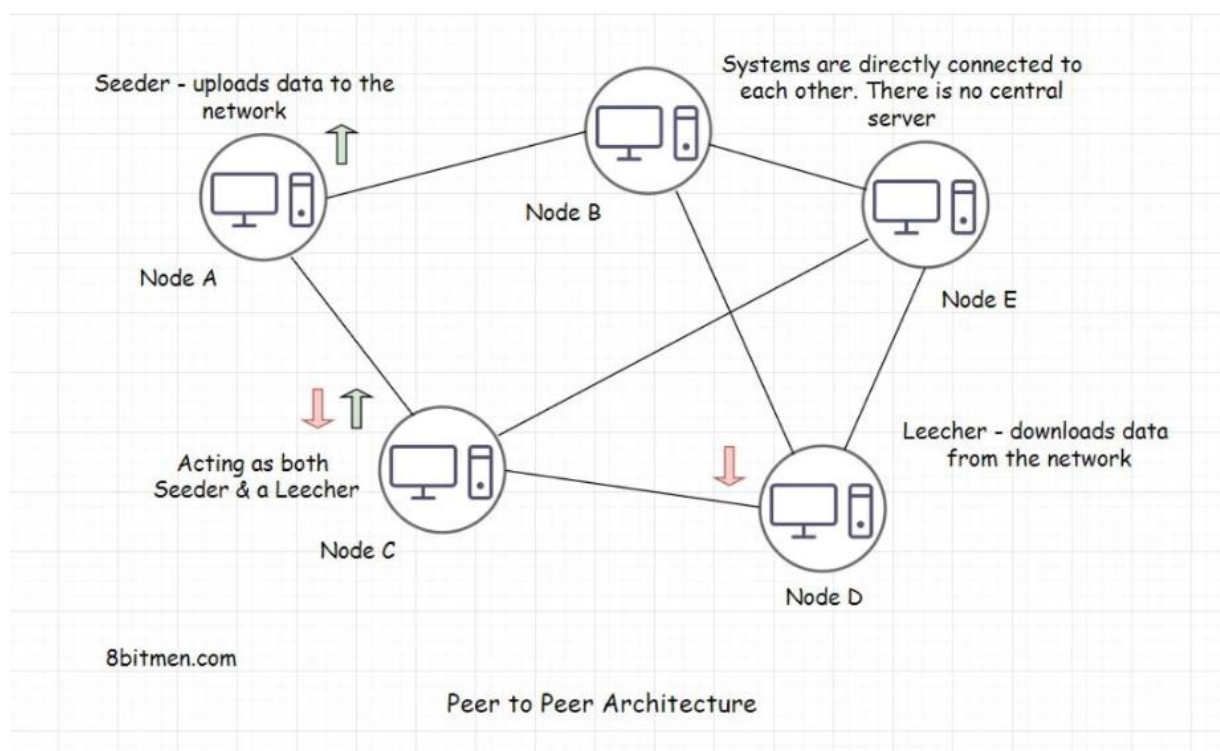 Seeder - uploads data to the
network
Systems are directly connected to
each other. There is no central
server
Node B
Node A
Node E
Leecher - downloads data
from the network
Acting as both
Seeder & a Leecher
Node C
Node D
8bitmen.com
Peer to Peer Architecture